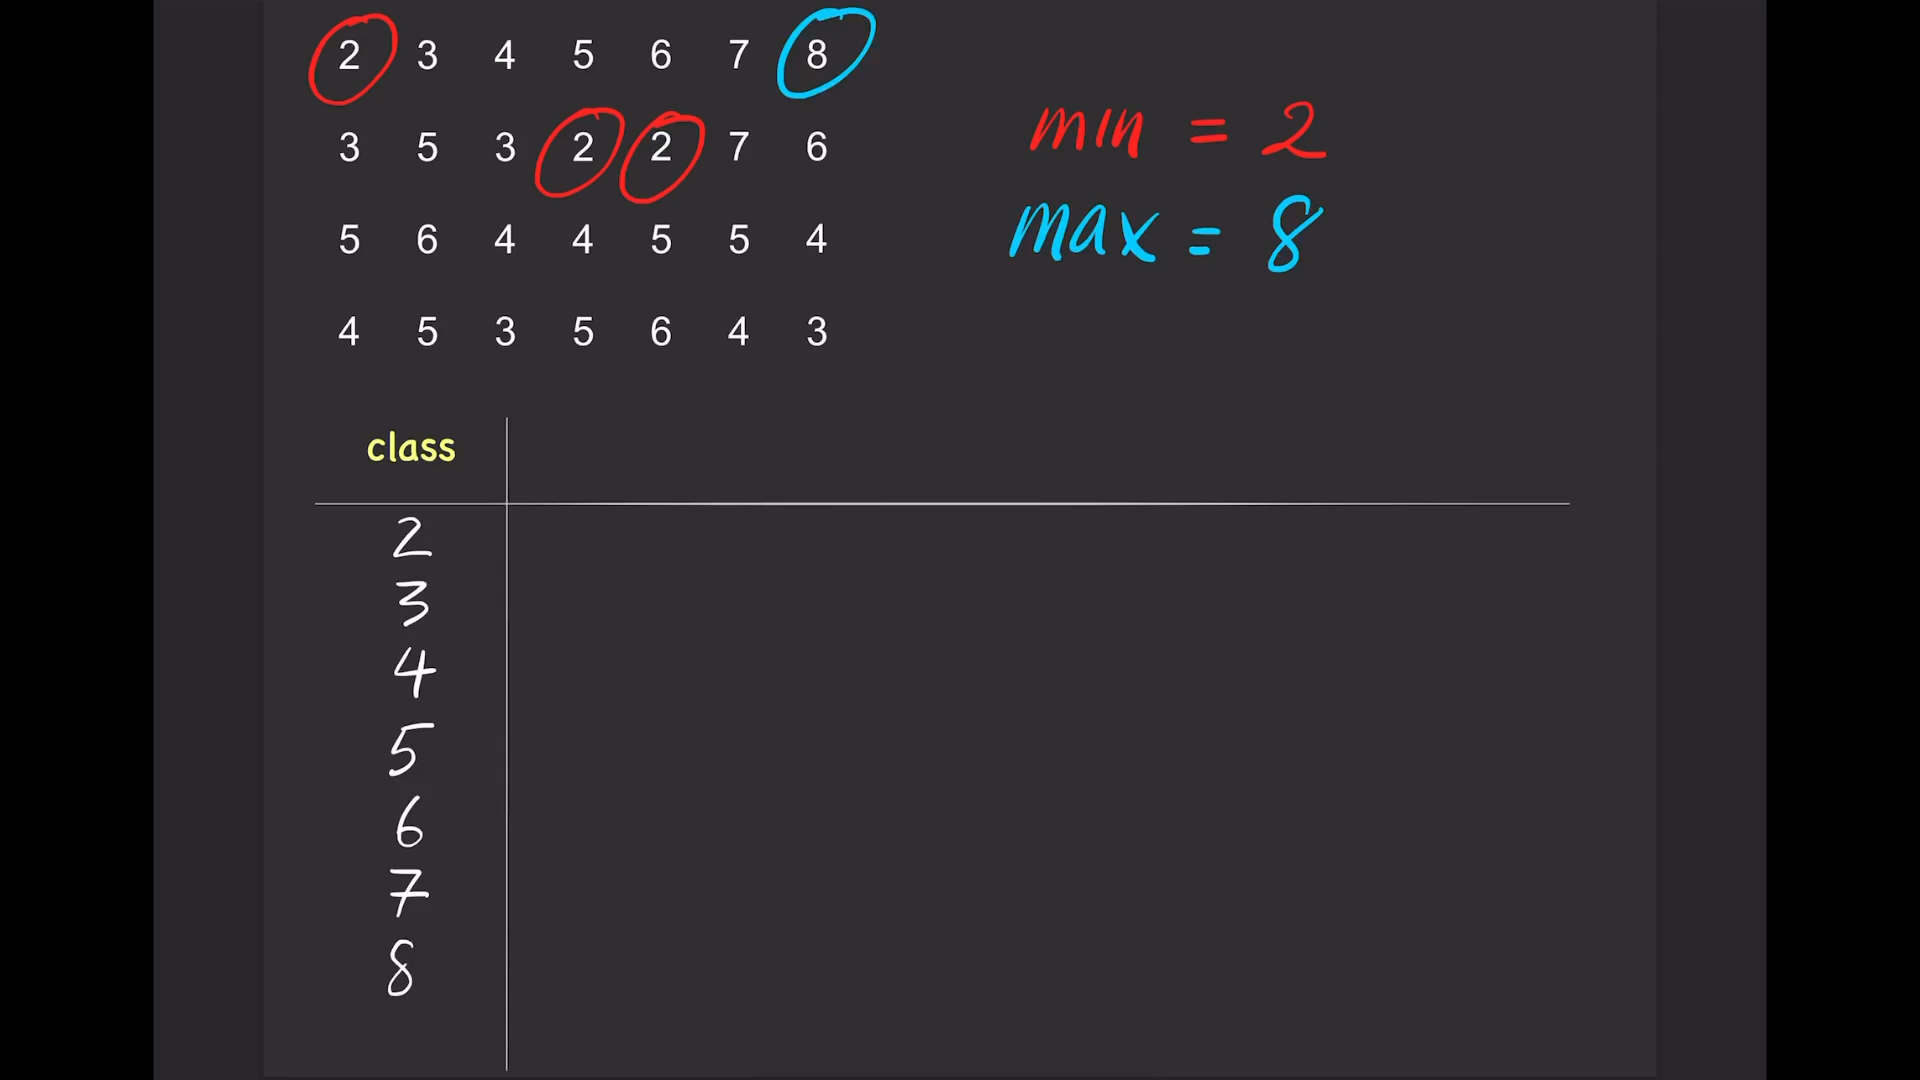 2 3 4 5 6 7 8
3 5 3 2 2 7 6
min = 2
max = 8
5 6 4 4 5 5 4
4 5 3 5 6 4 3
class
2
3
4
5
6
7
8